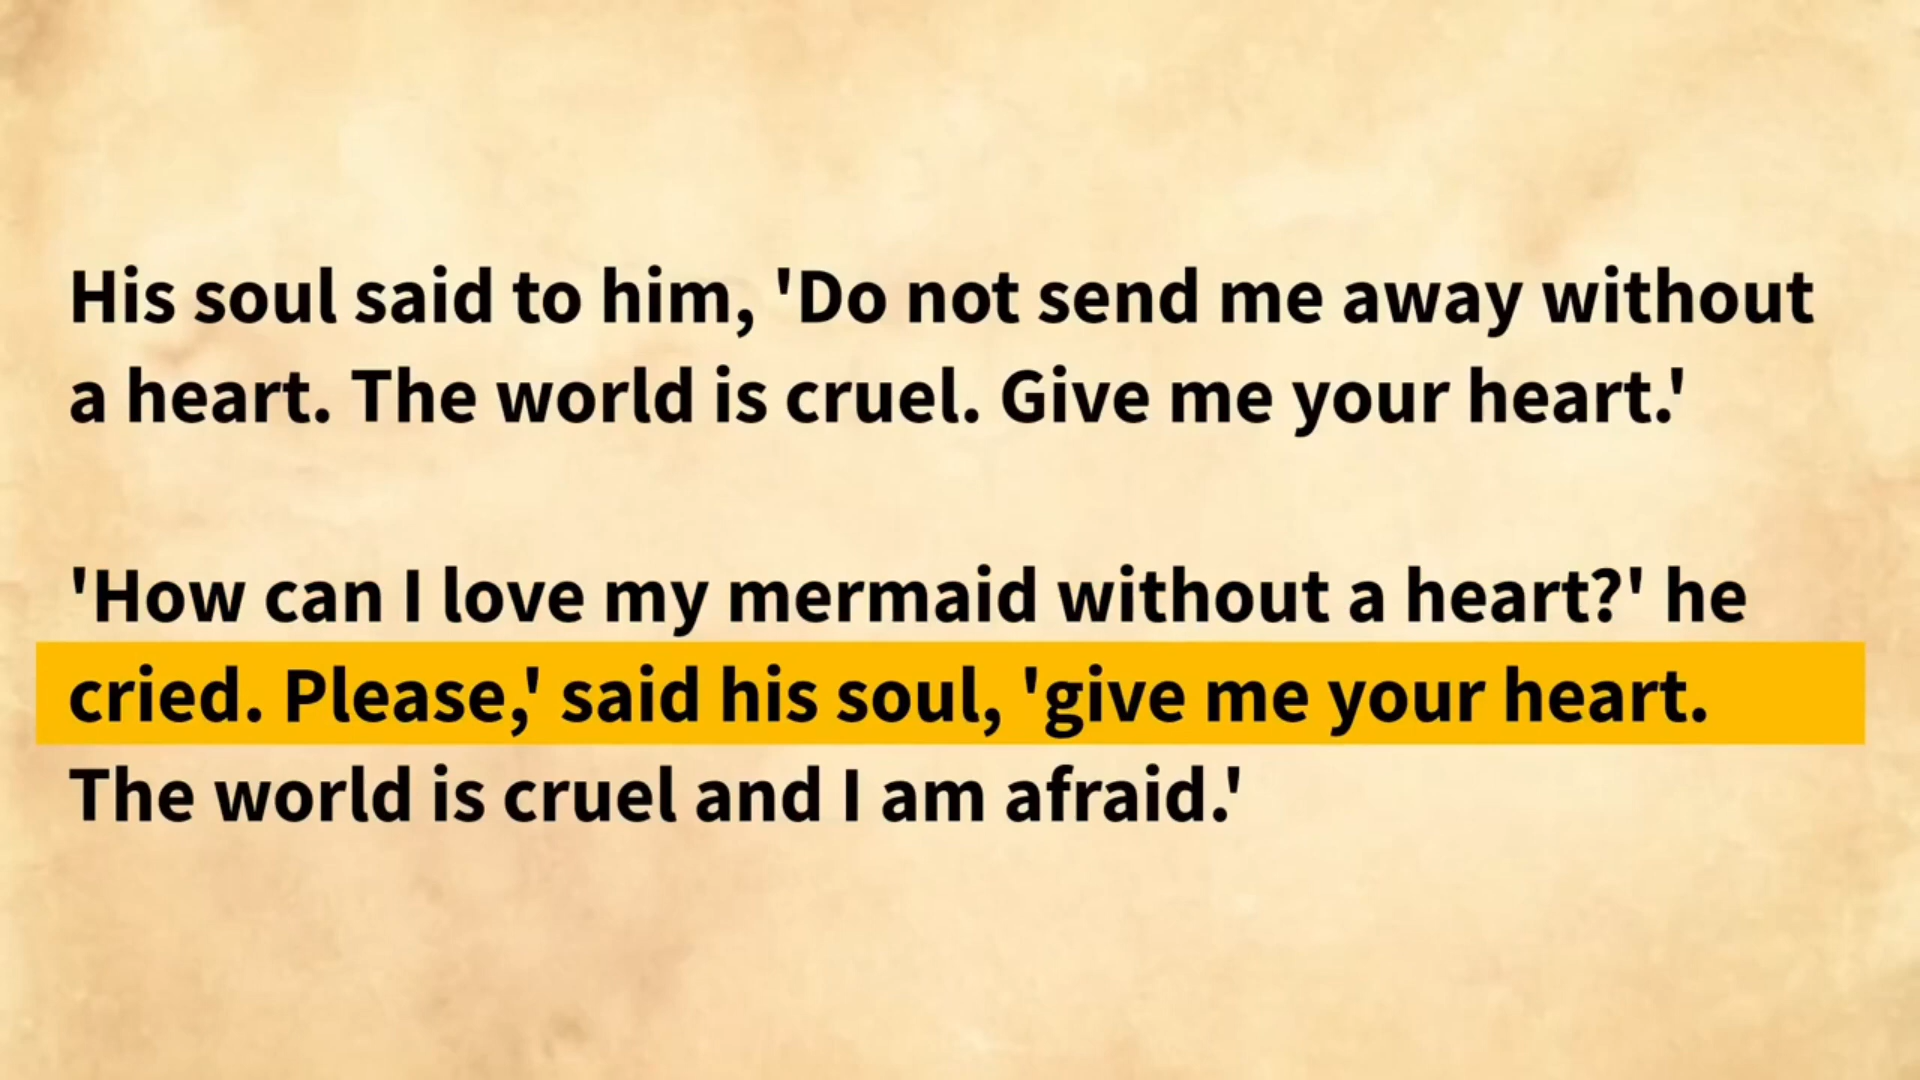 His soul said to him, 'Do not send me away without
a heart. The world is cruel. Give me your heart.'
'How can I love my mermaid without a heart?' he
cried. Please,' said his soul, 'give me your heart.
The world is cruel and I am afraid.'